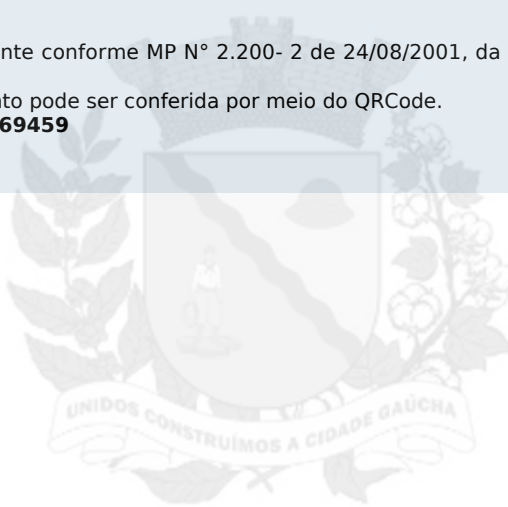 nte conforme MP N° 2.200- 2 de 24/08/2001, da
to pode ser conferida por meio do QRCode.
69459
UNIDOS CONSTRUÍMOS A CIDADE GAÚCHA